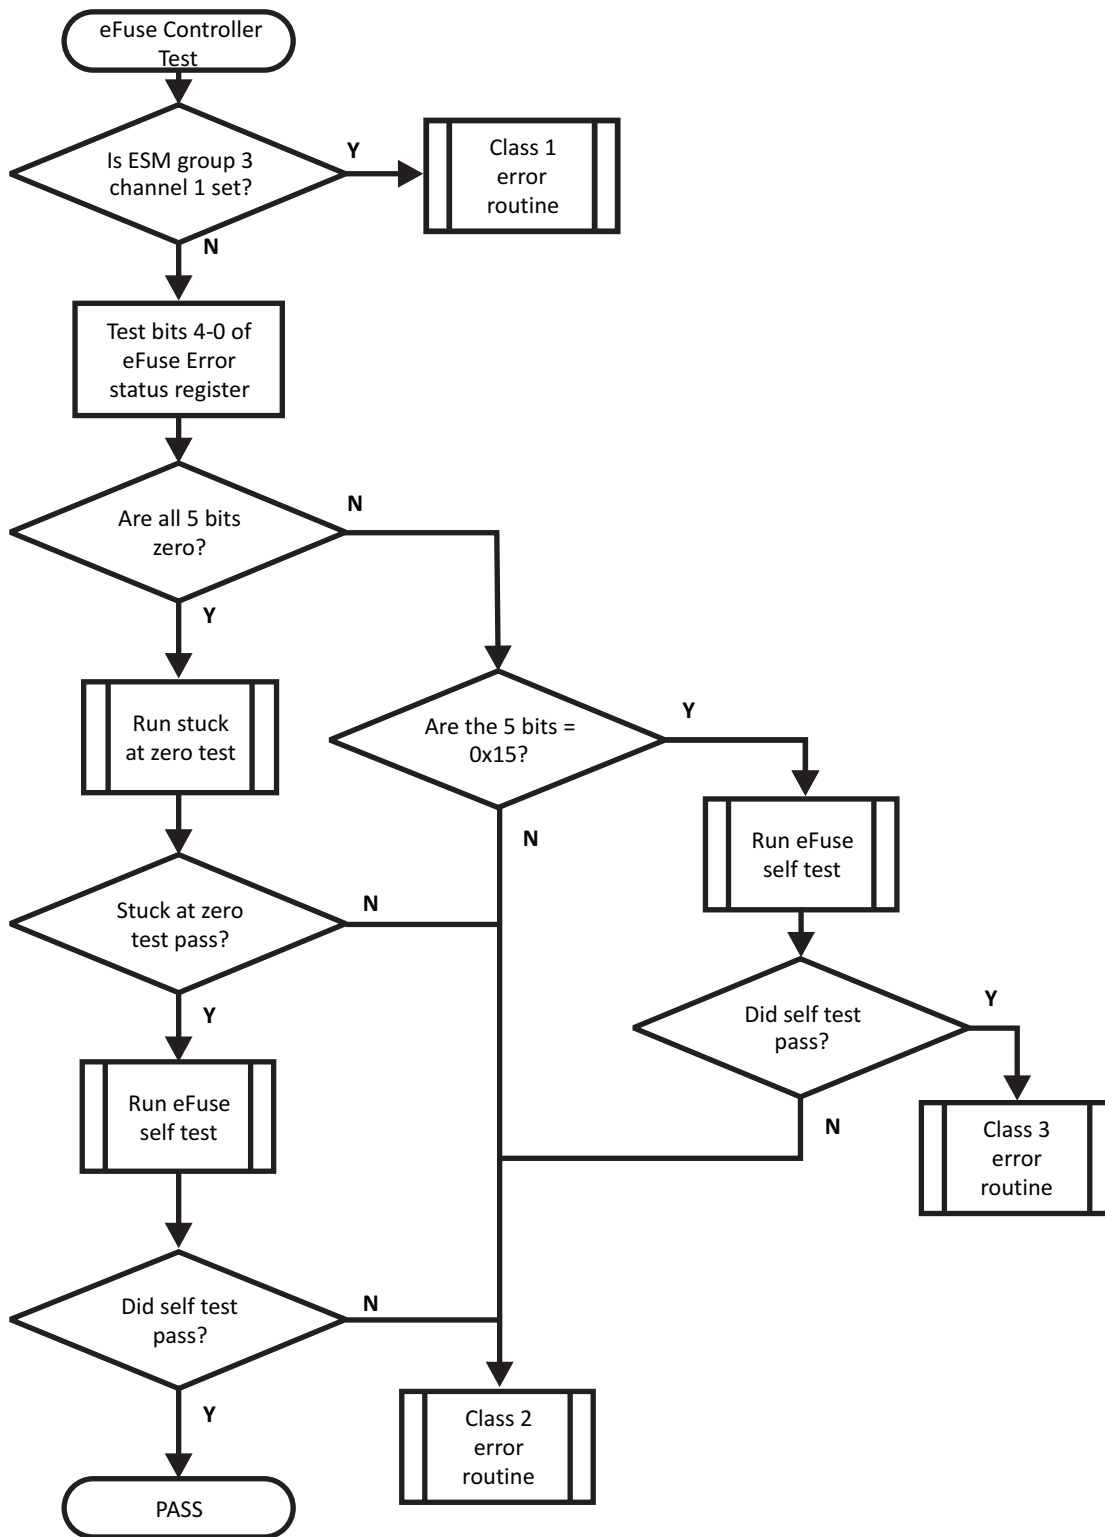 eFuse Controller
Test
Is ESM group 3
channel 1 set?
Y
Class 1
error
routine
N
Test bits 4-0 of
eFuse Error
status register
Are all 5 bits
zero?
N
Y
Run stuck
at zero test
Are the 5 bits =
0x15?
Y
N
Run eFuse
self test
Stuck at zero
test pass?
N
Y
Did self test
pass?
Y
N
Class 3
error
routine
Run eFuse
self test
Did self test
pass?
N
Y
Class 2
error
routine
PASS